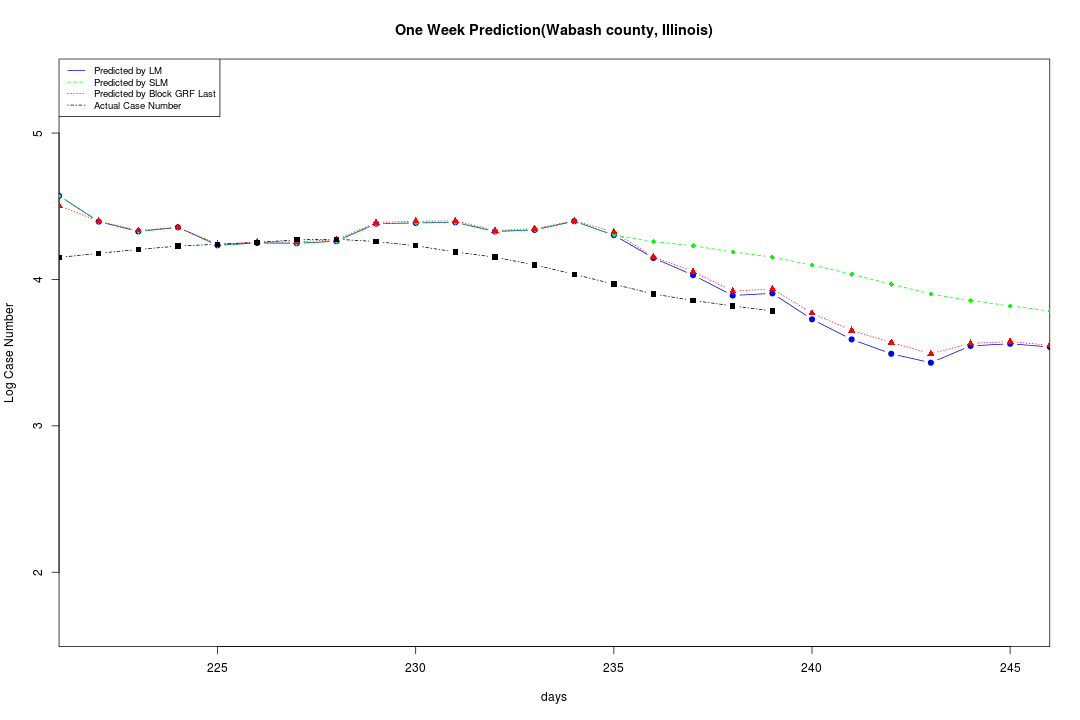 One Week Prediction(Wabash county, Illinois)
Predicted by LM
Predicted by SLM
Predicted by Block GRF Last
Actual Case Number
5
4
3
2
Log Case Number
225 230 235 240 245
days